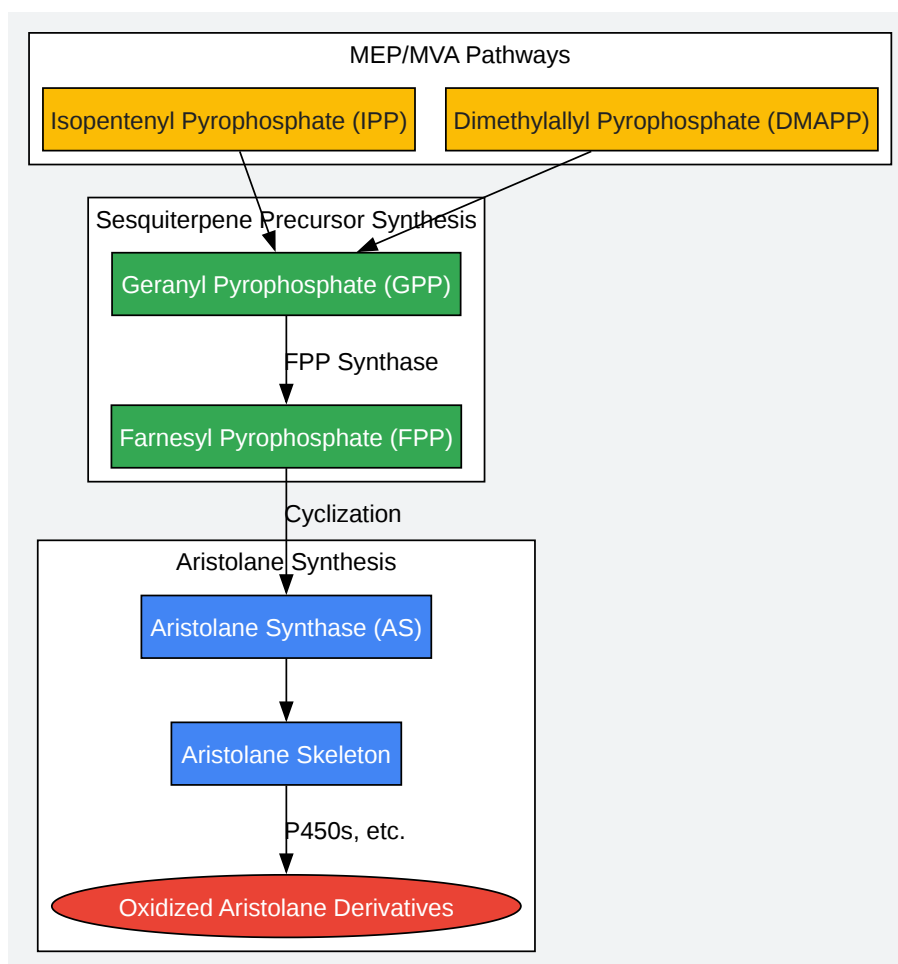 MEP/MVA Pathways
Isopentenyl Pyrophosphate (IPP)
Dimethylallyl Pyrophosphate (DMAPP)
Sesquiterpene Precursor Synthesis
Geranyl Pyrophosphate (GPP)
FPP Synthase
Farnesyl Pyrophosphate (FPP)
Cyclization
Aristolane Synthesis
Aristolane Synthase (AS)
Aristolane Skeleton
P450s, etc.
Oxidized Aristolane Derivatives